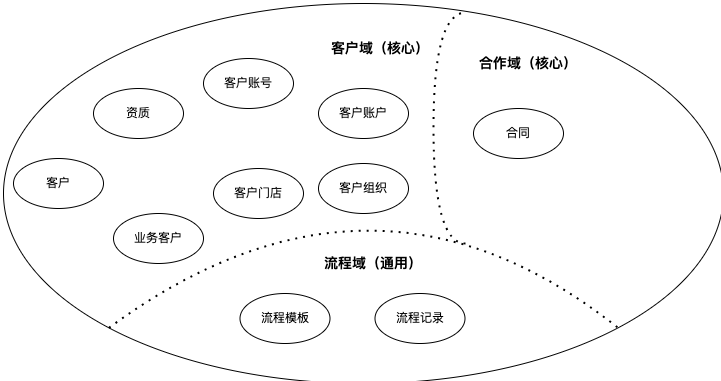 客户域（核心）
合作域（核心）
客户账号
资质
客户账户
合同
客户
客户门店
客户组织
业务客户
流程域（通用）
流程模板
流程记录